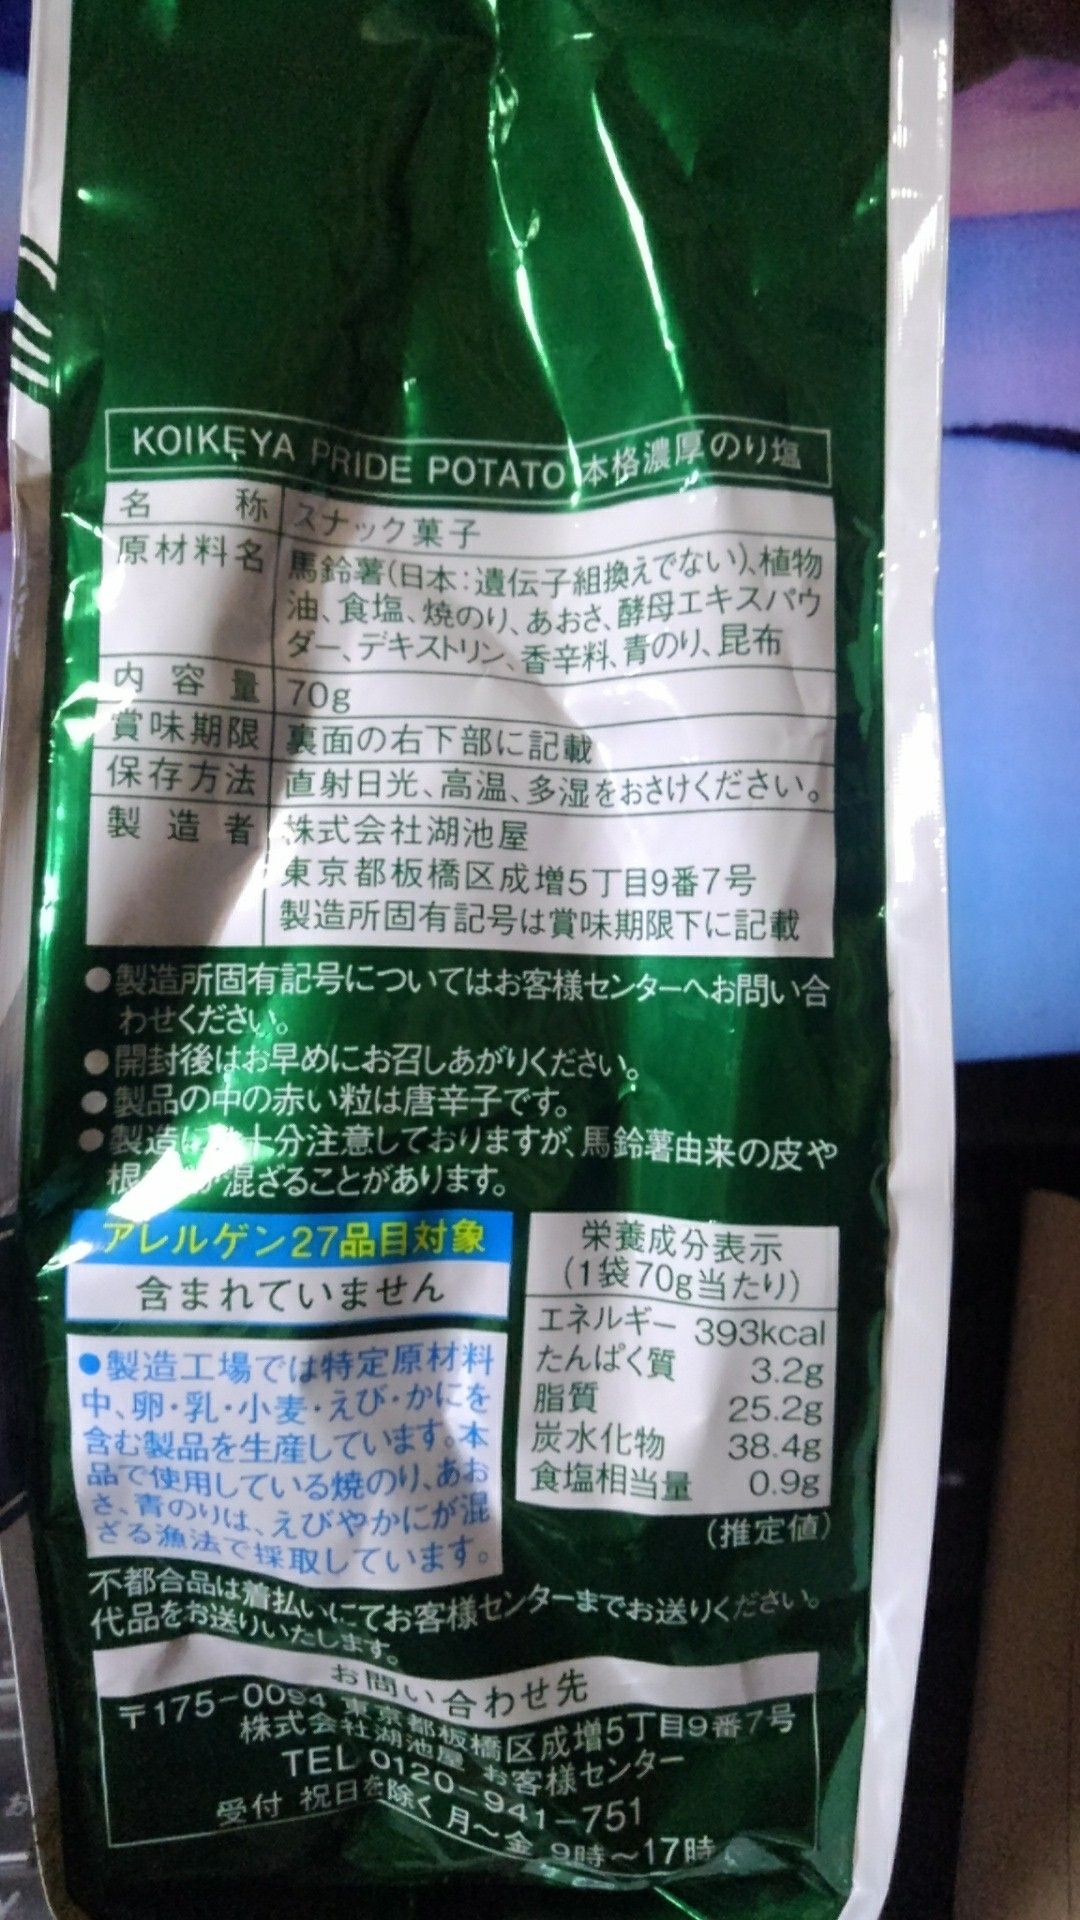 KOIKEYA PRIDE POTATO 本格濃厚のり塩
名称 スナック菓子
原材料名 馬鈴薯(日本:遺伝子組換えでない)、植物
油、食塩、焼のり、あおさ、酵母エキスパウ
ダー、デキストリン、香辛料、青のり、昆布
内容量 70g
賞味期限 裏面の右下部に記載
保存方法 直射日光、高温、多湿をおさけください。
製造者 株式会社湖池屋
東京都板橋区成増5丁目9番7号
製造所固有記号は賞味期限下に記載
●製造所固有記号についてはお客様センターへお問い合
わせください。
●開封後はお早めにお召しあがりください。
●製品の中の赤い粒は唐辛子です。
●製造には十分注意しておりますが、馬鈴薯由来の皮や
根 が混ざることがあります。
アレルゲン27品目対象
含まれていません
●製造工場では特定原材料
中、卵・乳・小麦・えび・かにを
含む製品を生産しています。本
品で使用している焼のり、あお
さ、青のりは、えびやかにが混
ざる漁法で採取しています。
栄養成分表示
(1袋70g当たり)
エネルギー 393kcal
たんぱく質 3.2g
脂質 25.2g
炭水化物 38.4g
食塩相当量 0.9g
(推定値)
不都合品は着払いにてお客様センターまでお送りください。
代品をお送りいたします。
お問い合わせ先
〒175-0094 東京都板橋区成増5丁目9番7号
株式会社湖池屋 お客様センター
TEL 0120-941-751
受付 祝日を除く 月~金 9時~17時